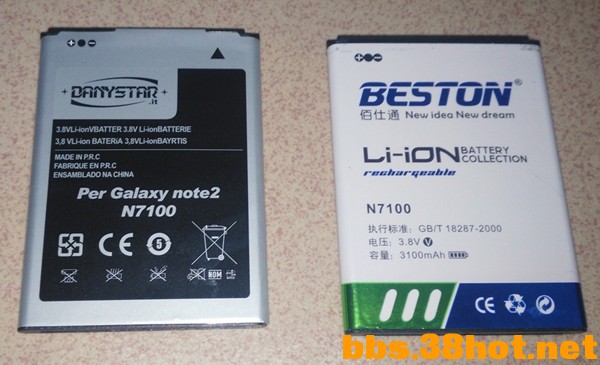 DANYSTAR.it
3.8VLi-ionVBATTER 3.8V Li-ionBATTERIE
3,8 VLi-ion BATERiA 3,8VLi-ionBAYRTIS
MADE IN P.R.C
FABRIQUE EN P.R.C
ENSAMBLADO EN CHINA
Per Galaxy note2
N7100
CE
5
ROM
BESTON®
佰仕通 New idea New dream
Li-iON BATTERY COLLECTION
rechargeable
N7100
执行标准: GB/T 18287-2000
电压: 3.8V V
容量: 3100mAh
CE
bbs.38hot.net